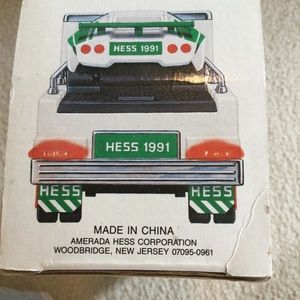 HESS 1991
HESS 1991
HESS HESS
MADE IN CHINA
AMERADA HESS CORPORATION
WOODBRIDGE, NEW JERSEY 07095-0961